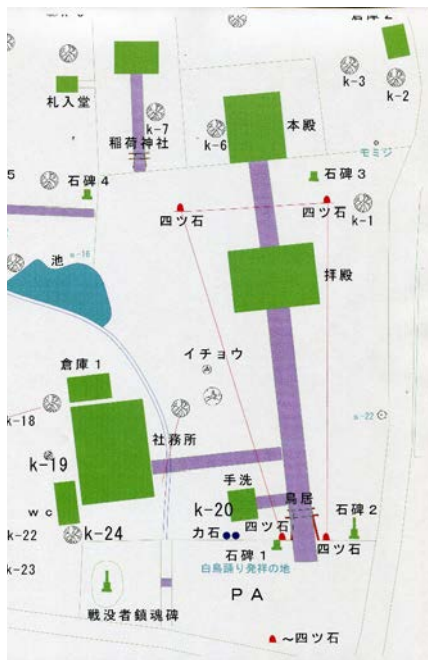 倉庫2
k-3
k-2
札入堂
k-7
稲荷神社
k-6
本殿
モミジ
5
石碑4
石碑3
四ツ石
四ツ石
k-1
池
拝殿
イチョウ
倉庫1
k-18
社務所
k-19
手洗
k-20
鳥居
wc
四ツ石
石碑2
k-22
k-24
力石
石碑1
四ツ石
k-23
白鳥踊り発祥の地
PA
戦没者鎮魂碑
~四ツ石